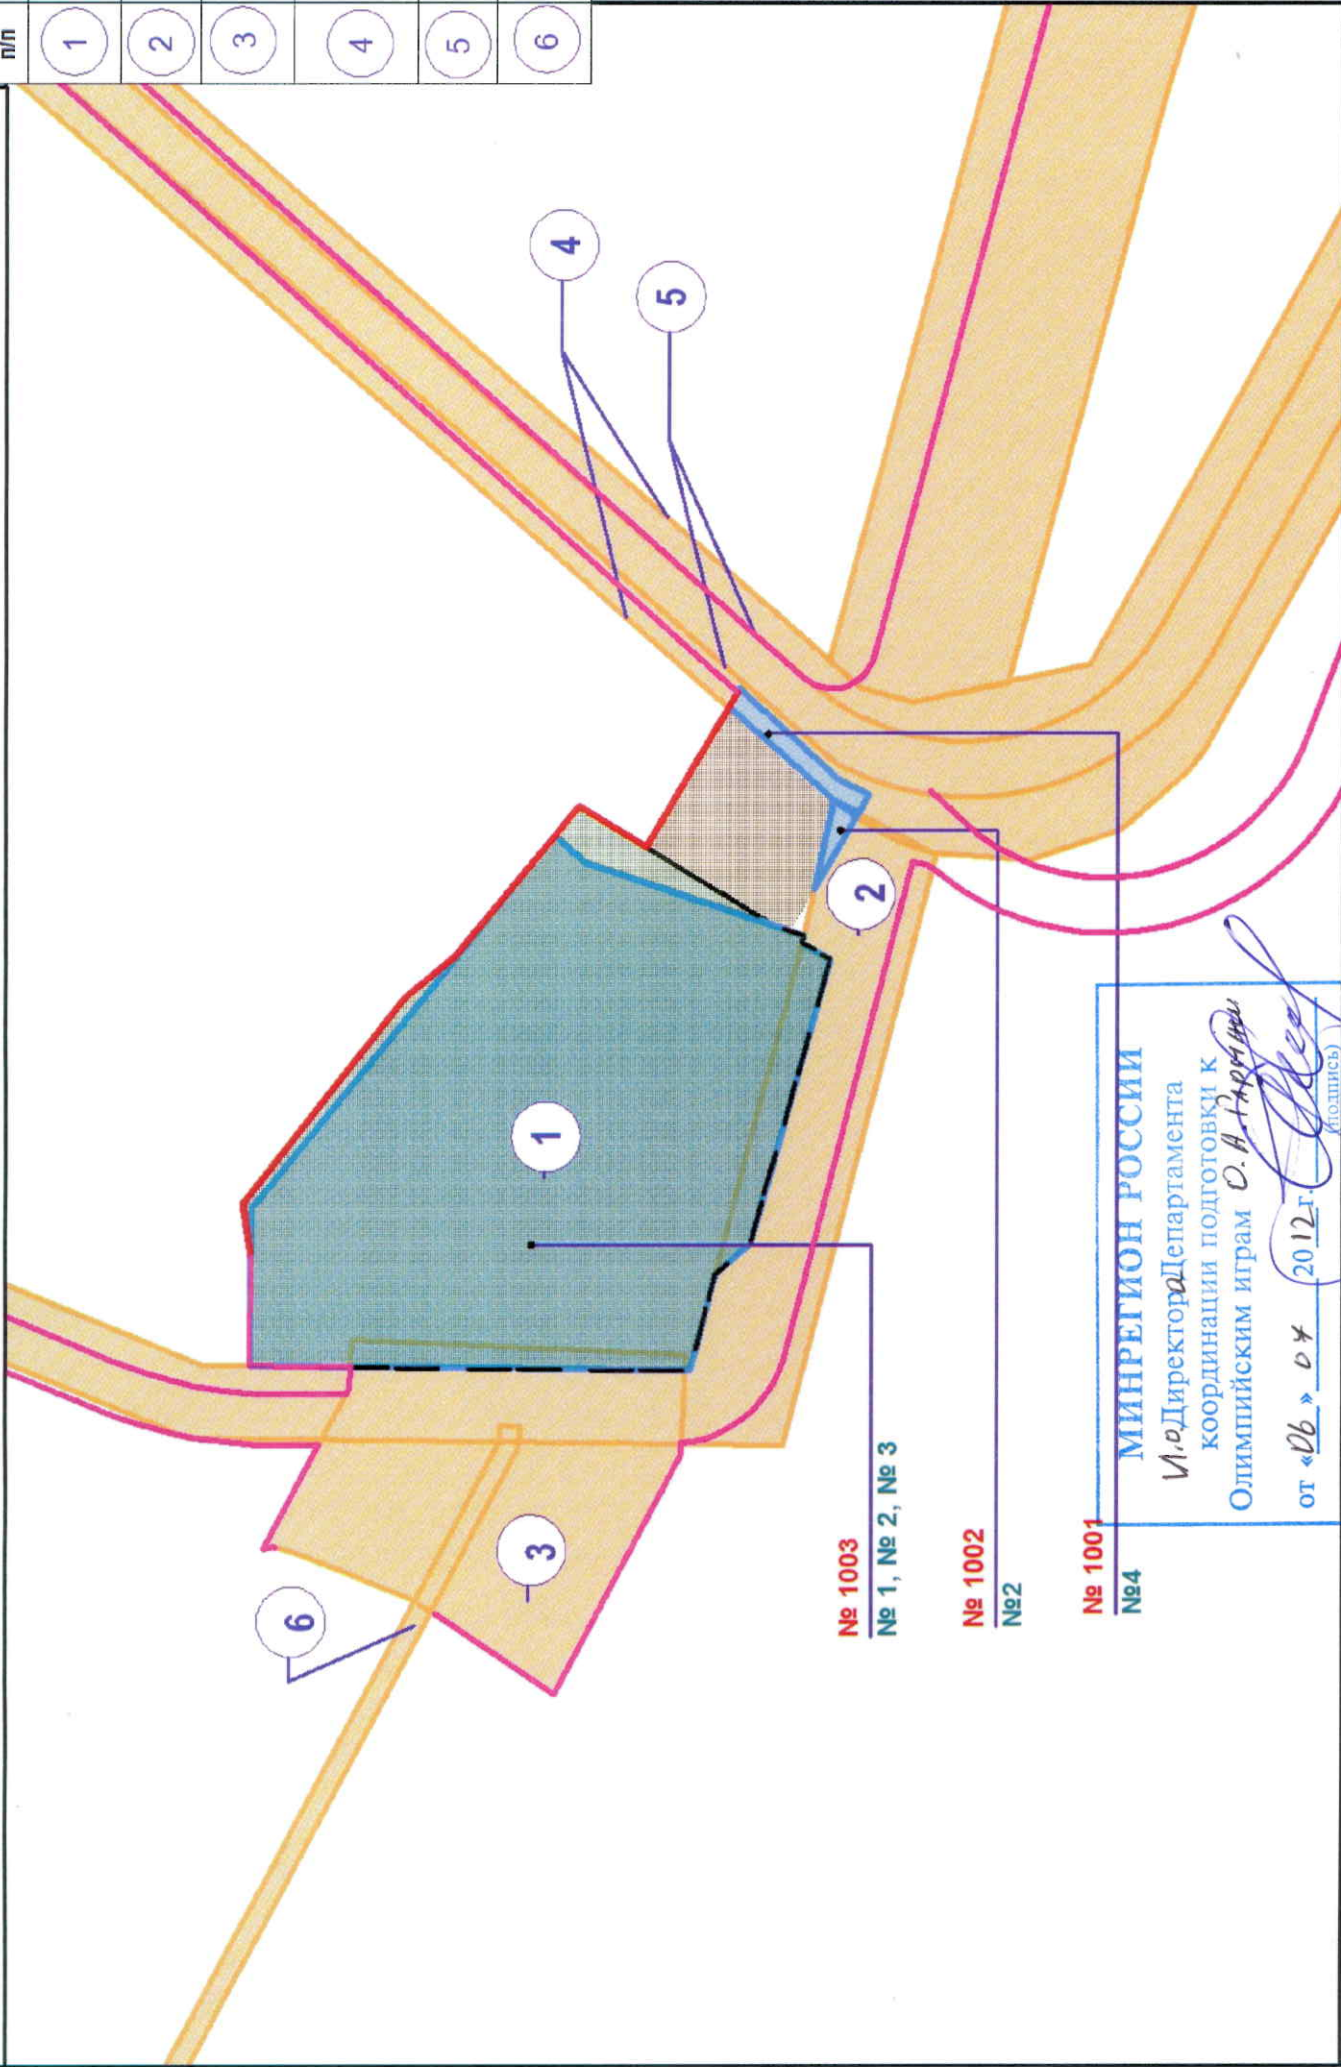 п/п
1
2
3
4
5
6
4
5
2
1
3
6
№ 1003
№ 1, № 2, № 3
№ 1002
№2
№ 1001
№4
МИНРЕГИОН РОССИИ
И.о Директора Департамента
координации подготовки к
Олимпийским играм О.А.
от «06» 04 2012 г.
(подпись)